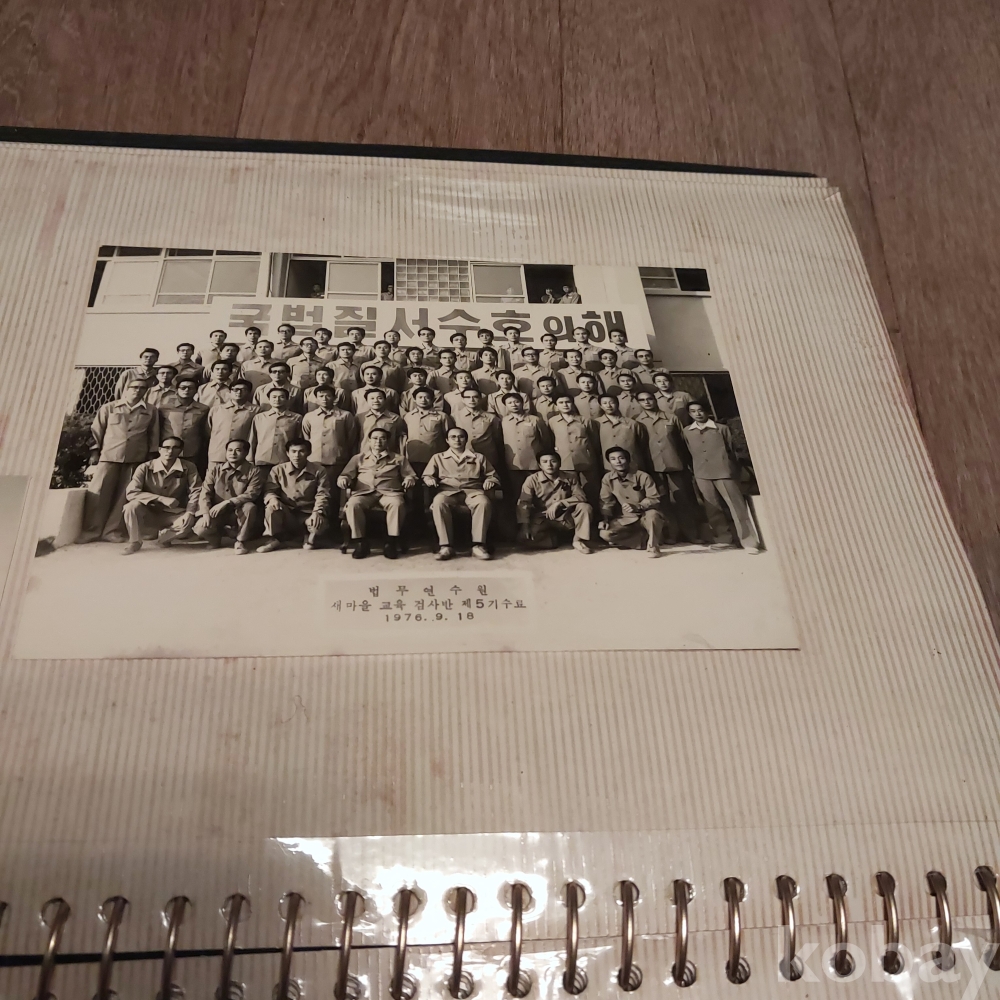 국법질서수호의해
법 무 연 수 원
새마을 교육 검사반 제5기수료
1976. 9. 18
kobay